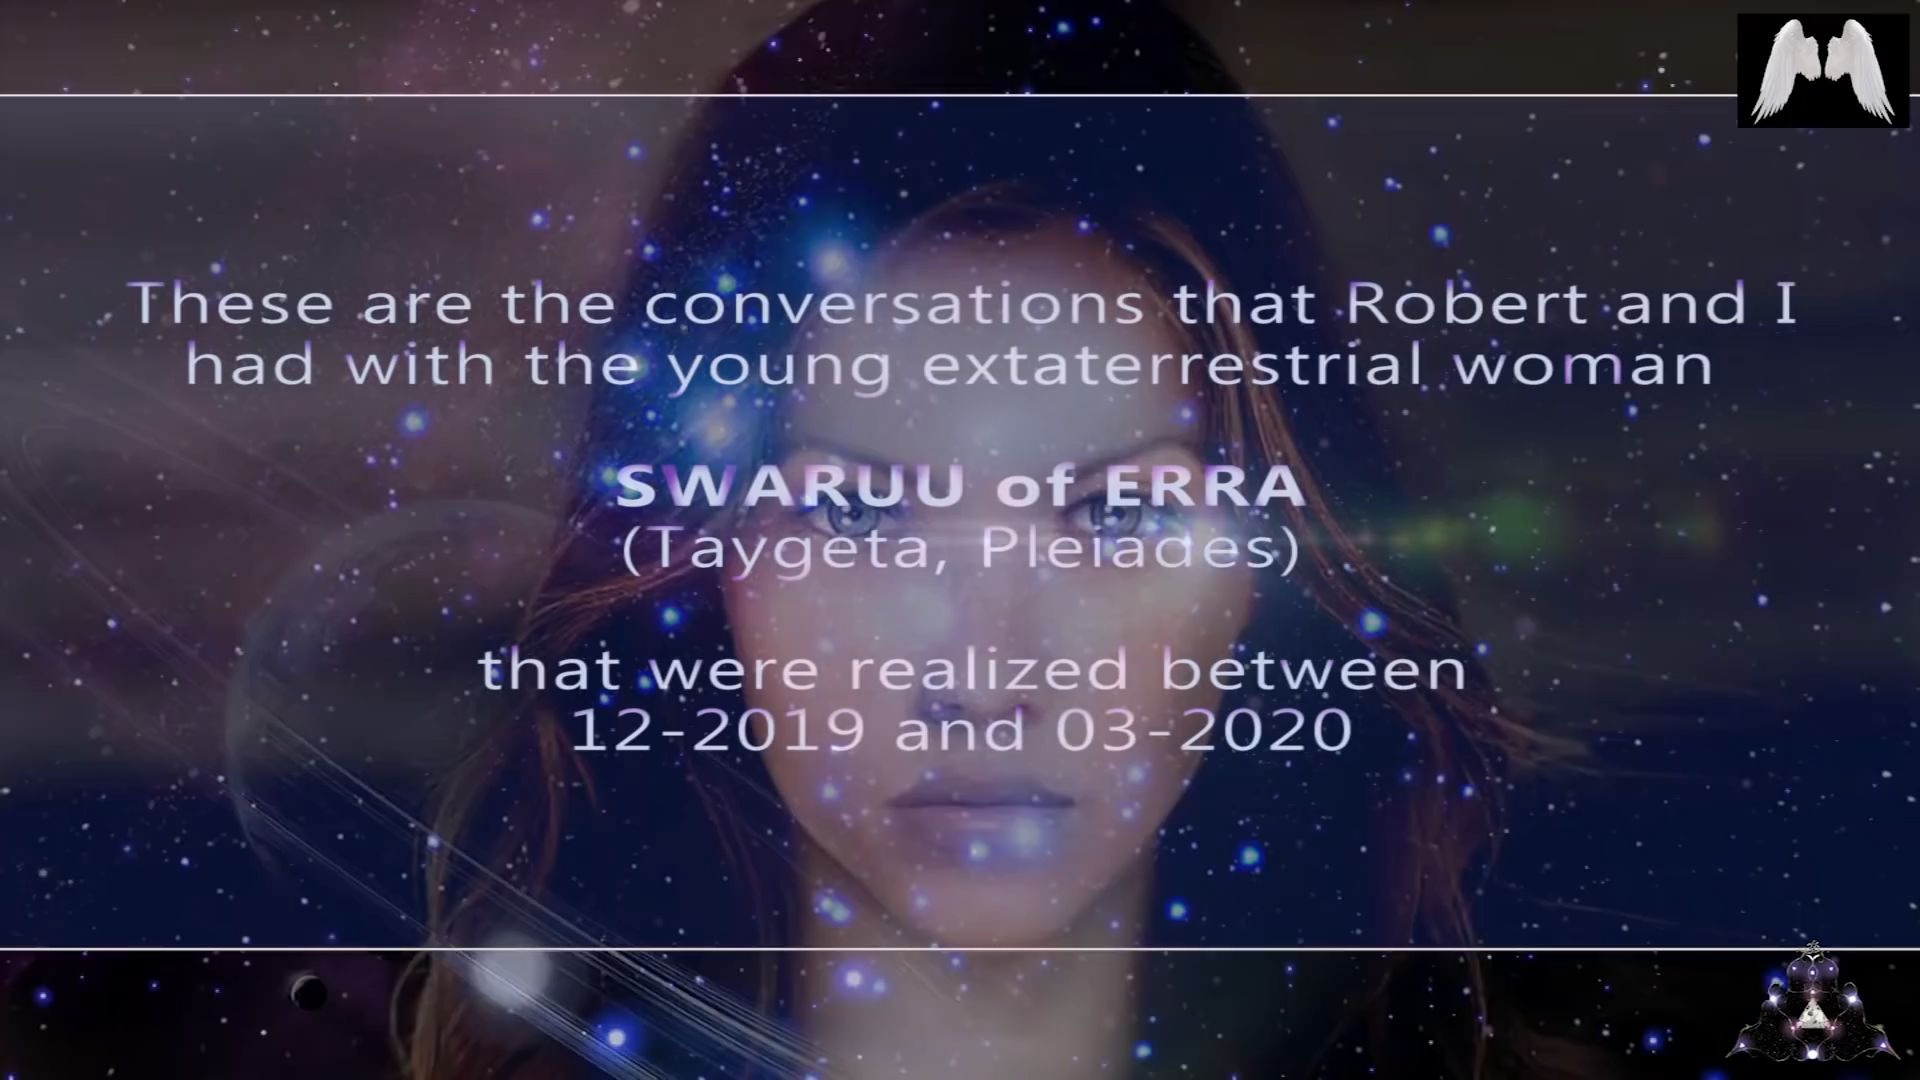 These are the conversations that Robert and I
had with the young extaterrestrial woman
SWARUU of ERRA
(Taygeta, Pleiades)
that were realized between
12-2019 and 03-2020